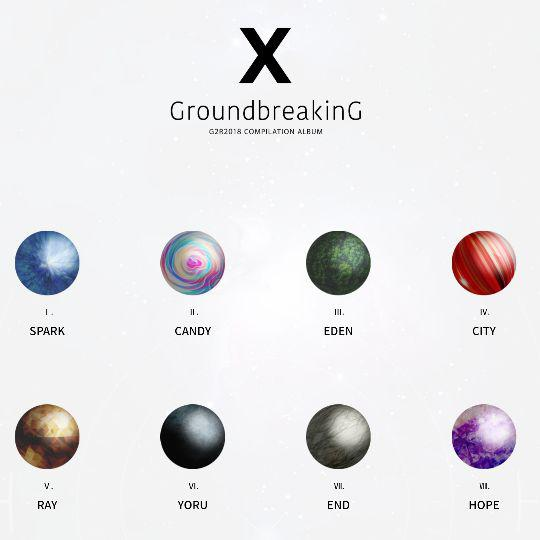 X
GroundbreakinG
G2R2018 COMPILATION ALBUM
I.
SPARK
II.
CANDY
III.
EDEN
IV.
CITY
V.
RAY
VI.
YORU
VII.
END
VIII.
HOPE